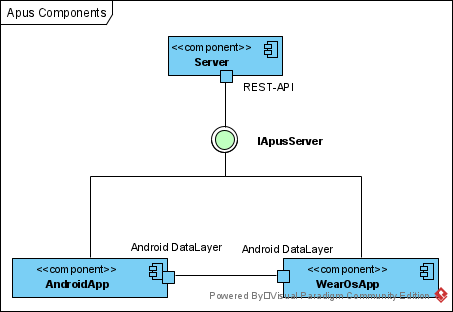 Apus Components
<<component>>
Server
REST-API
IApusServer
Android DataLayer
Android DataLayer
<<component>>
AndroidApp
<<component>>
WearOsApp
Powered By Visual Paradigm Community Edition